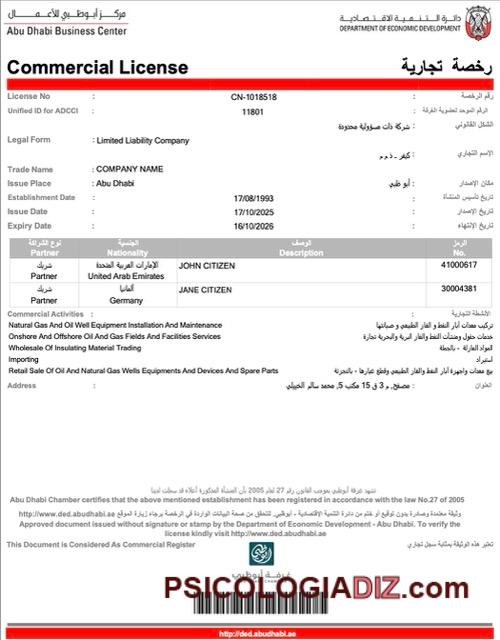 مركز أبوظبي للأعمال
Abu Dhabi Business Center
دائرة التنمية الاقتصادية
DEPARTMENT OF ECONOMIC DEVELOPMENT
Commercial License
رخصة تجارية
License No : CN-1018518 : رقم الرخصة
Unified ID for ADCCI : 11801 : الرقم الموحد لعضوية الغرفة
شركة ذات مسؤولية محدودة : الشكل القانوني
Legal Form : Limited Liability Company
كيفر - ذ م م : الاسم التجاري
Trade Name : COMPANY NAME
Issue Place : Abu Dhabi أبو ظبي : مكان الإصدار
Establishment Date : 17/08/1993 : تاريخ تأسيس المنشأة
Issue Date : 17/10/2025 : تاريخ الإصدار
Expiry Date : 16/10/2026 : تاريخ الإنتهاء
نوع الشراكة الجنسية الوصف الرمز
Partner Nationality Description No.
شريك الإمارات العربية المتحدة JOHN CITIZEN 41000617
Partner United Arab Emirates
شريك ألمانيا JANE CITIZEN 30004381
Partner Germany
Commercial Activities : الأنشطة التجارية
Natural Gas And Oil Well Equipment Installation And Maintenance تركيب معدات آبار النفط و الغاز الطبيعي و صيانتها
Onshore And Offshore Oil And Gas Fields And Facilities Services خدمات حقول ومنشآت النفط والغاز البرية والبحرية تجارة
Wholesale Of Insulating Material Trading المواد العازلة - بالجملة
Importing استيراد
Retail Sale Of Oil And Natural Gas Wells Equipments And Devices And Spare Parts بيع معدات واجهزة آبار النفط و الغاز الطبيعي وقطع غيارها - بالتجزئة
Address : مصفح, م 3 ق 15 مكتب 5, محمد سالم : العنوان
تشهد غرفة أبوظبي بموجب القانون رقم 27 لعام 2005 بأن المنشأة المذكورة أعلاه قد سجلت لدينا
Abu Dhabi Chamber certifies that the above mentioned establishment has been registered in accordance with the law No.27 of 2005
وثيقة معتمدة وصادرة بدون توقيع أو ختم من دائرة التنمية الإقتصادية - أبوظبي. للتحقق من صحة البيانات الواردة في الرخصة برجاء زيارة الموقع http://www.ded.abudhabi.ae
Approved document issued without signature or stamp by the Department of Economic Development - Abu Dhabi. To verify the
license kindly visit http://www.ded.abudhabi.ae
This Document is Considered As Commercial Register تعتبر هذه الوثيقة بمثابة سجل تجاري
غرفة أبوظبي
PSICOLOGIADIZ.com
http://ded.abudhabi.ae